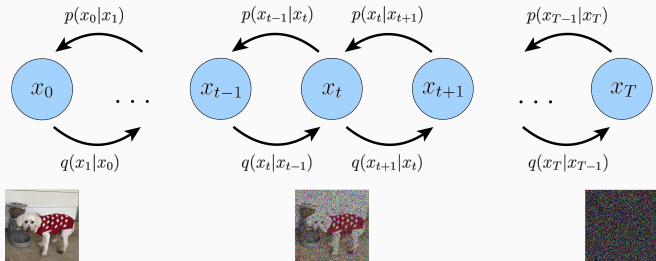 p(x_0|x_1) p(x_{t−1}|x_t) p(x_t|x_{t+1}) p(x_{T−1}|x_T)
x_0 ... x_{t−1} x_t x_{t+1} ... x_T
q(x_1|x_0) q(x_t|x_{t−1}) q(x_{t+1}|x_t) q(x_T|x_{T−1})